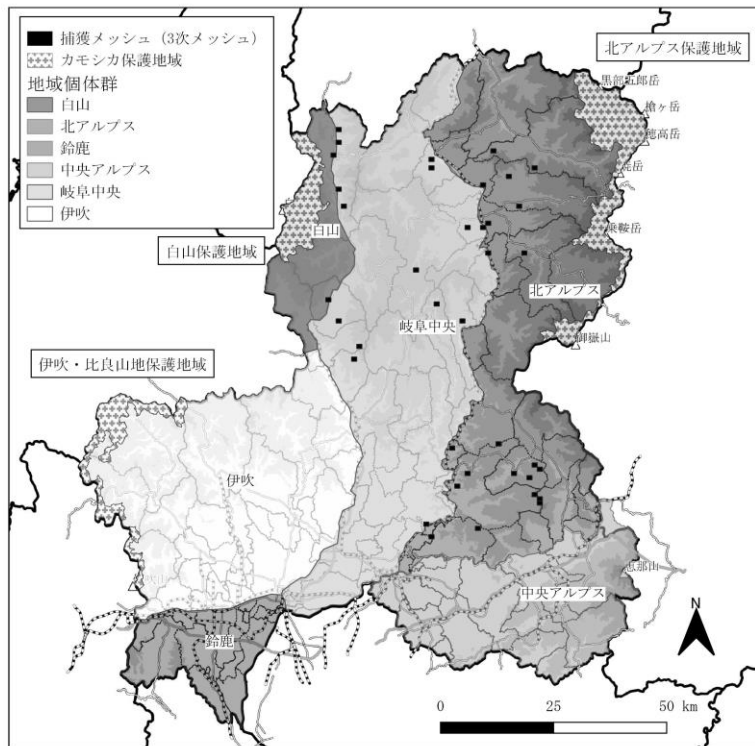 捕獲メッシュ (3次メッシュ)
カモシカ保護地域
地域個体群
白山
北アルプス
鈴鹿
中央アルプス
岐阜中央
伊吹
北アルプス保護地域
黒部五郎岳
槍ヶ岳
穂高岳
乗鞍岳
白山
白山保護地域
北アルプス
岐阜中央
御嶽山
伊吹・比良山地保護地域
伊吹
恵那山
中央アルプス
鈴鹿
N
0 25 50 km